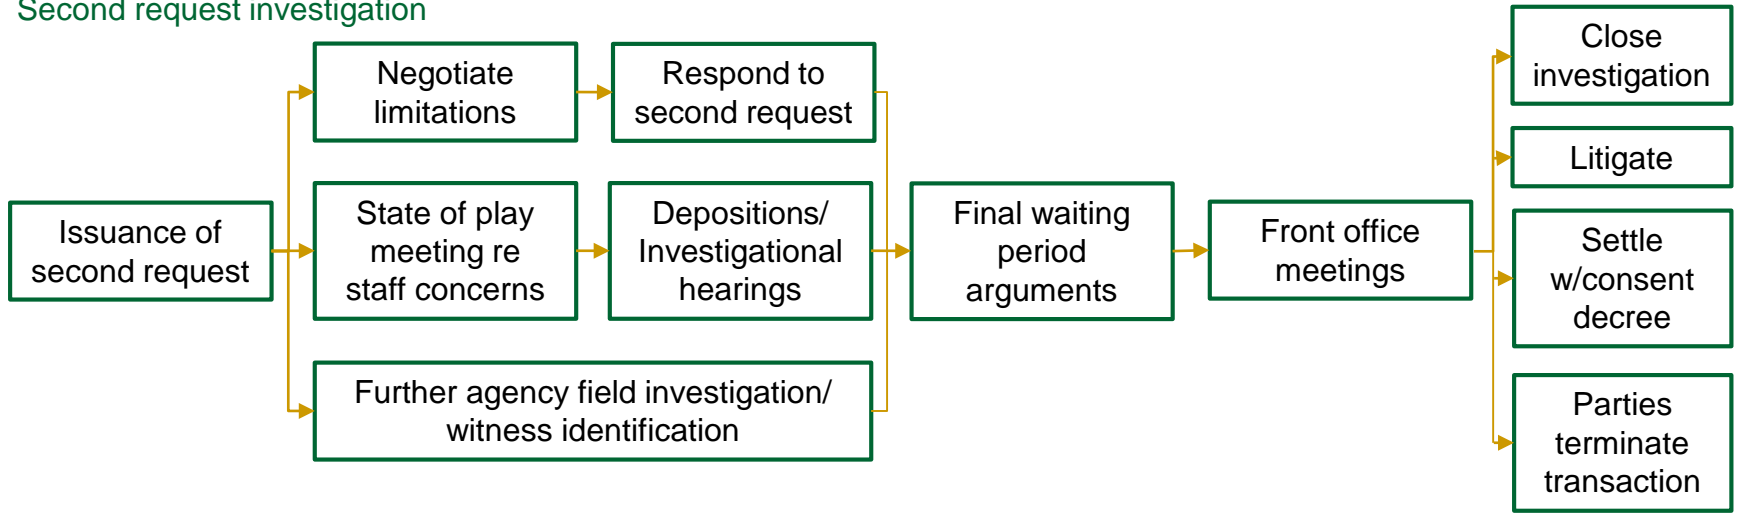 Second request investigation
Issuance of
second request
Negotiate
limitations
Respond to
second request
State of play
meeting re
staff concerns
Depositions/
Investigational
hearings
Further agency field investigation/
witness identification
Final waiting
period
arguments
Front office
meetings
Close
investigation
Litigate
Settle
w/consent
decree
Parties
terminate
transaction